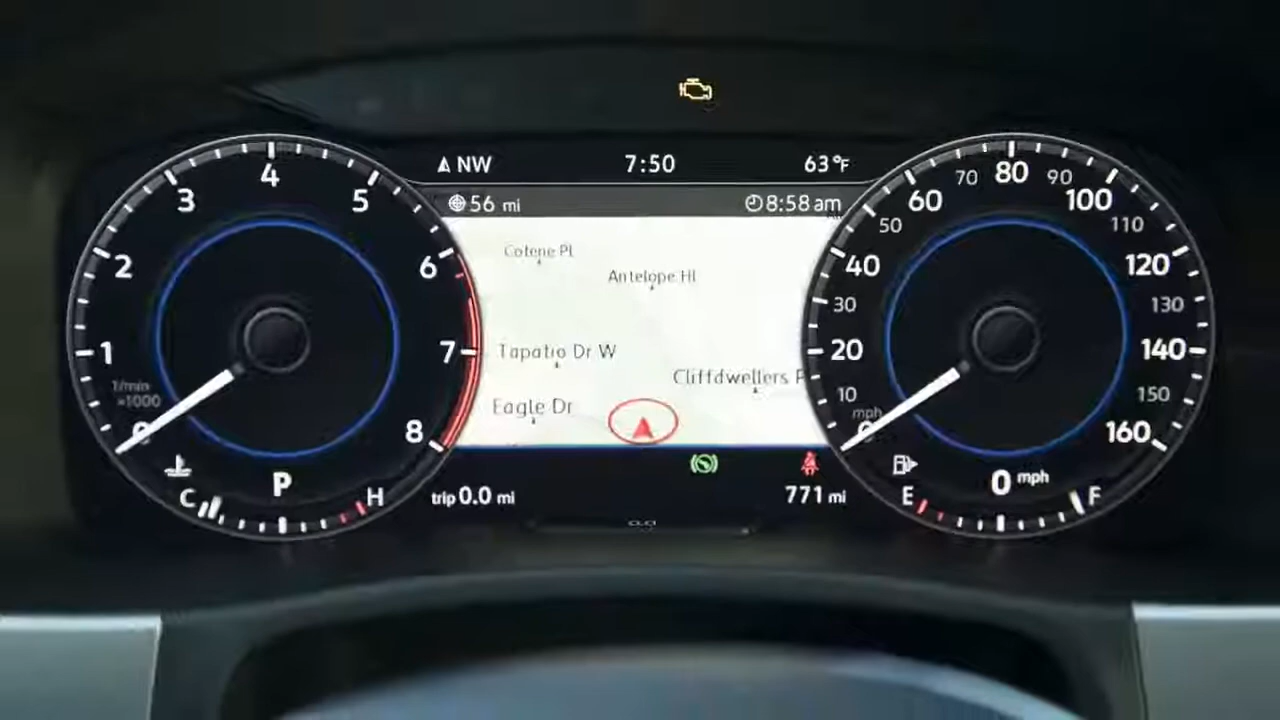 NW 7:50 63°F
56 mi 8:58 am
Cotene Pl
Antelope Hl
Tapatio Dr W
Cliffdwellers P
Eagle Dr
trip 0.0 mi 771 mi
0 1 2 3 4 5 6 7 8
1/min
×1000
P
C H
0 10 20 30 40 50 60 70 80 90 100 110 120 130 140 150 160
mph
0 mph
E F